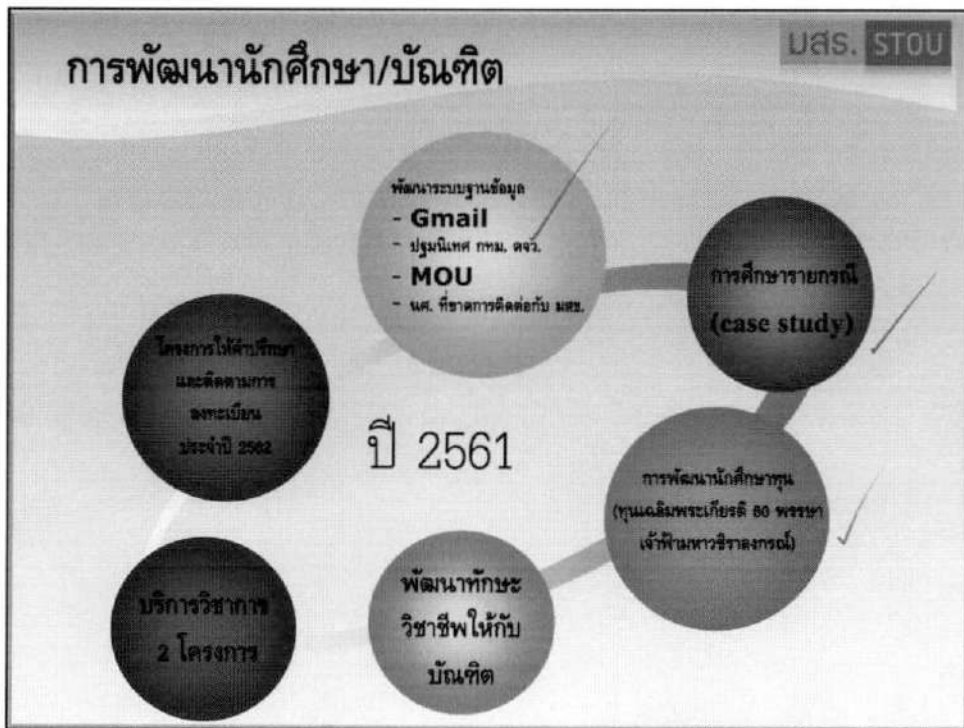 การพัฒนานักศึกษา/บัณฑิต
มสธ. STOU
พัฒนาระบบฐานข้อมูล
- Gmail
- ปฐมนิเทศ กทม. ตจว.
- MOU
- นศ. ที่ขาดการติดต่อกับ มสธ.
การศึกษารายกรณี
(case study)
การพัฒนานักศึกษาทุน
(ทุนเฉลิมพระเกียรติ 60 พรรษา
เจ้าฟ้ามหาวชิราลงกรณ์)
พัฒนาทักษะ
วิชาชีพให้กับ
บัณฑิต
บริการวิชาการ
2 โครงการ
โครงการให้คำปรึกษา
และติดตามการ
ลงทะเบียน
ประจำปี 2562
ปี 2561